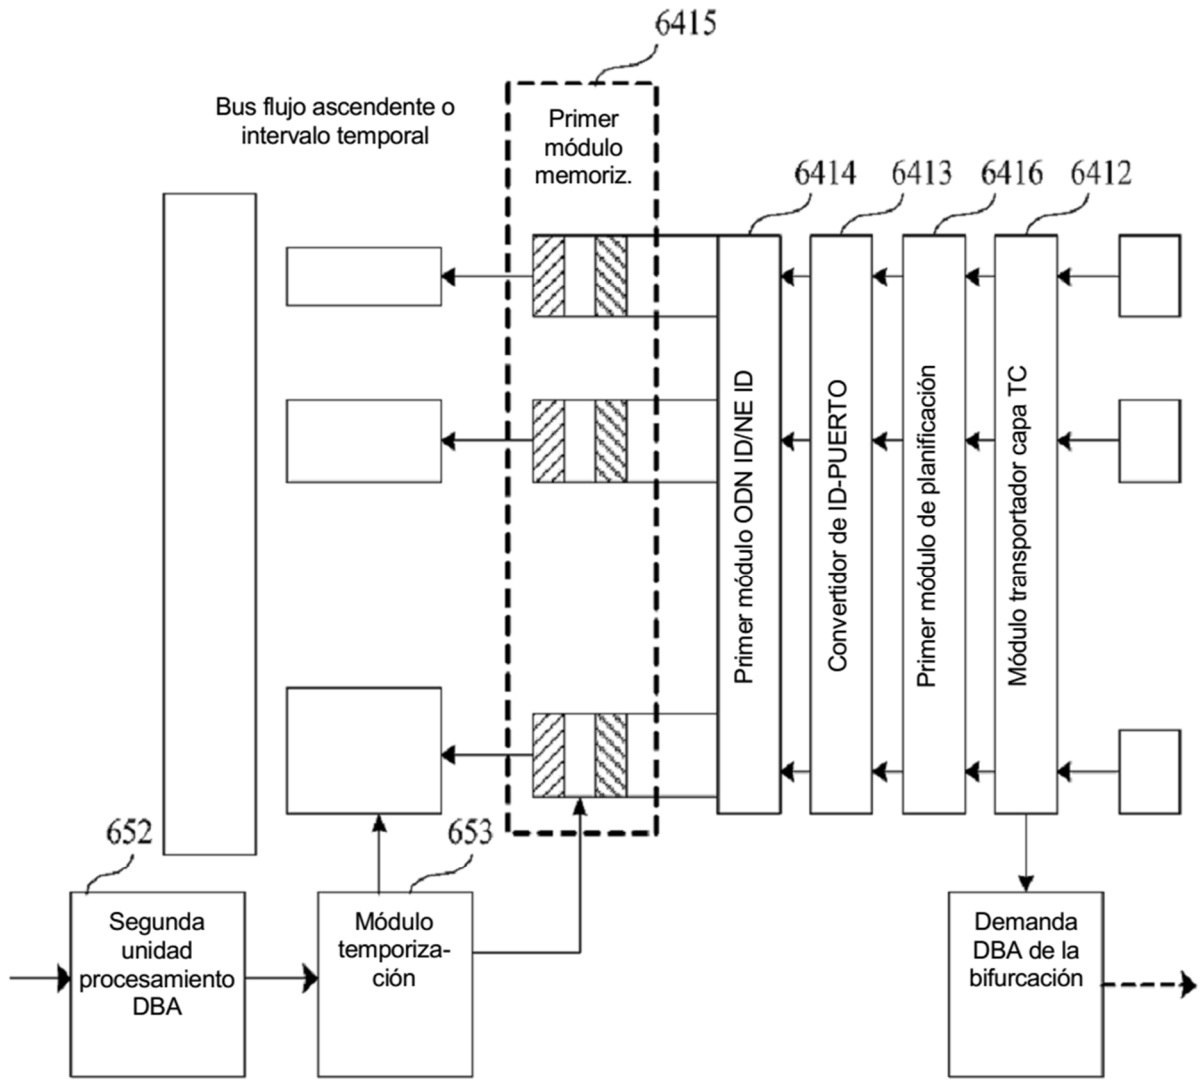 6415
Bus flujo ascendente o
intervalo temporal
Primer
módulo
memoriz.
6414
6413
6416
6412
Primer módulo ODN ID/NE ID
Convertidor de ID-PUERTO
Primer módulo de planificación
Módulo transportador capa TC
652
653
Segunda
unidad
procesamiento
DBA
Módulo
temporiza-
ción
Demanda
DBA de la
bifurcación